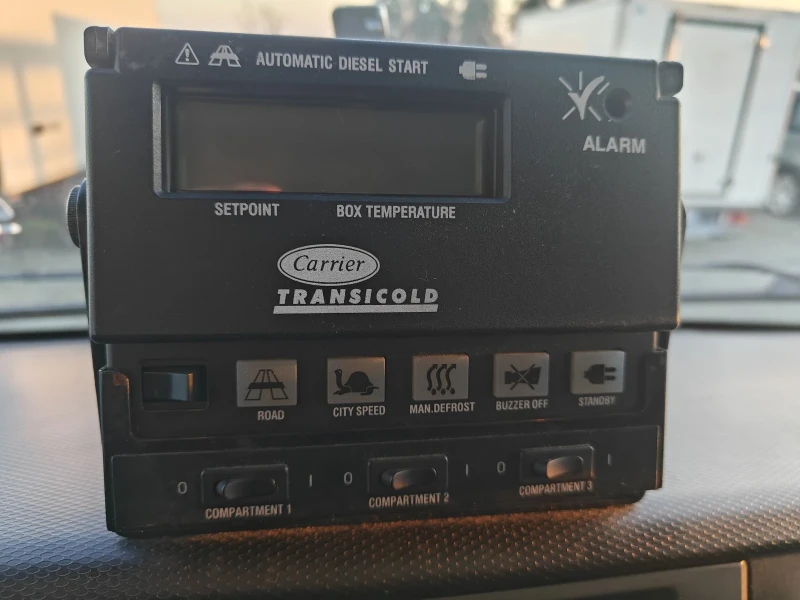 AUTOMATIC DIESEL START
ALARM
SETPOINT BOX TEMPERATURE
Carrier
TRANSICOLD
ROAD CITY SPEED MAN.DEFROST BUZZER OFF STANDBY
0 I 0 I 0 I
COMPARTMENT 1 COMPARTMENT 2 COMPARTMENT 3